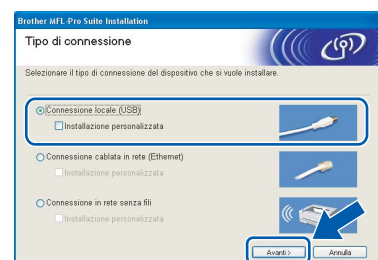 Brother MFL-Pro Suite Installation
Tipo di connessione
Selezionare il tipo di connessione del dispositivo che si vuole installare.
Connessione locale (USB)
Installazione personalizzata
Connessione cablata in rete (Ethernet)
Installazione personalizzata
Connessione in rete senza fili
Installazione personalizzata
Avanti > Annulla